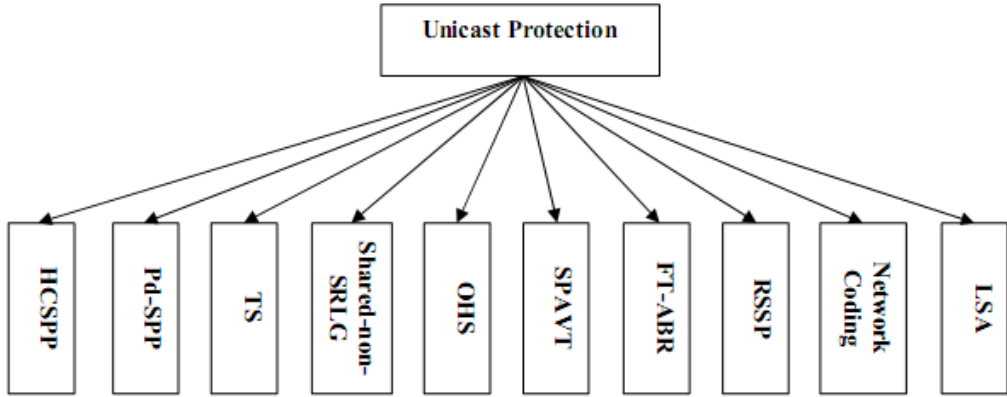 Unicast Protection
HCSPP
Pd-SPP
TS
Shared-non-
SRLG
OHS
SPAVT
FT-ABR
RSSP
Network
Coding
LSA